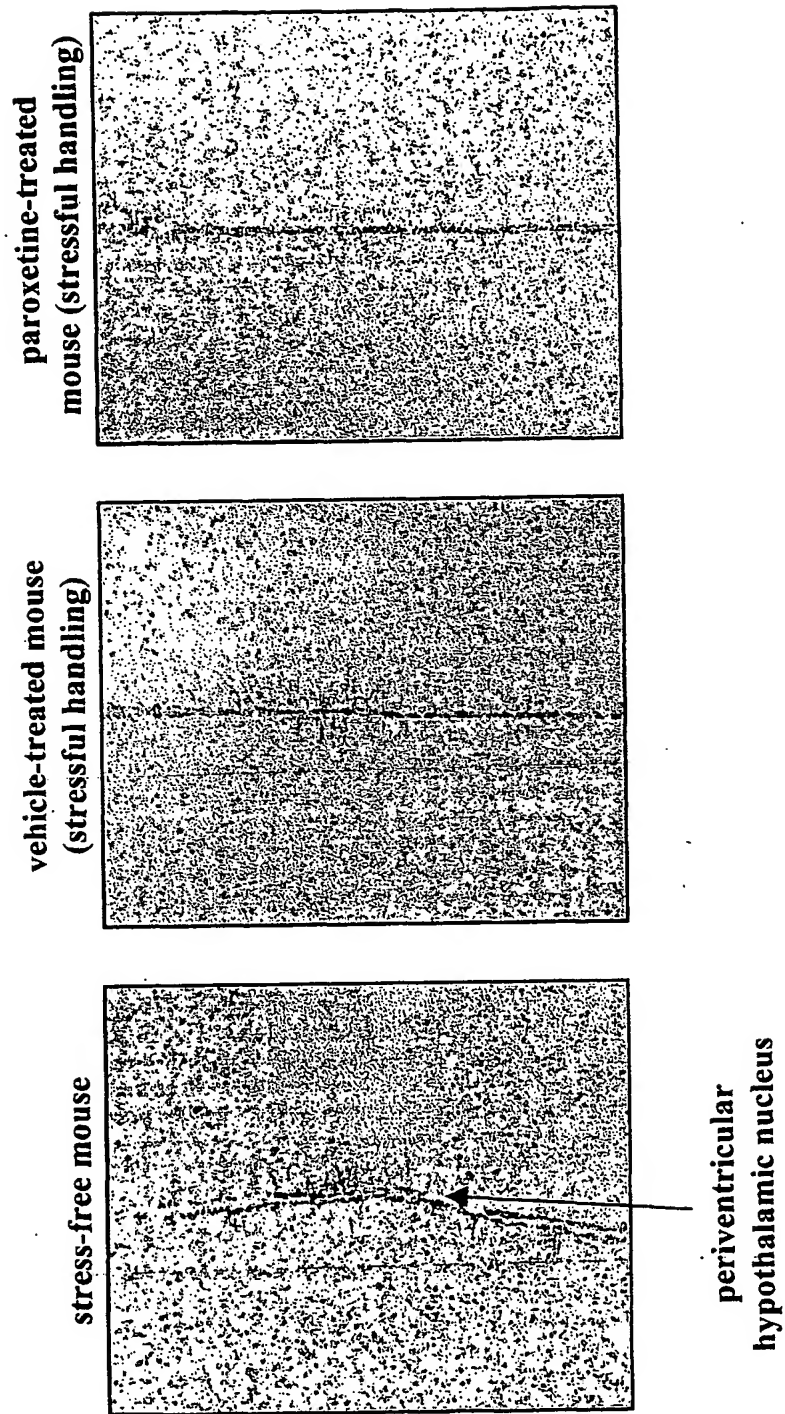 stress-free mouse
periventricular
hypothalamic nucleus
vehicle-treated mouse
(stressful handling)
paroxetine-treated
mouse (stressful handling)